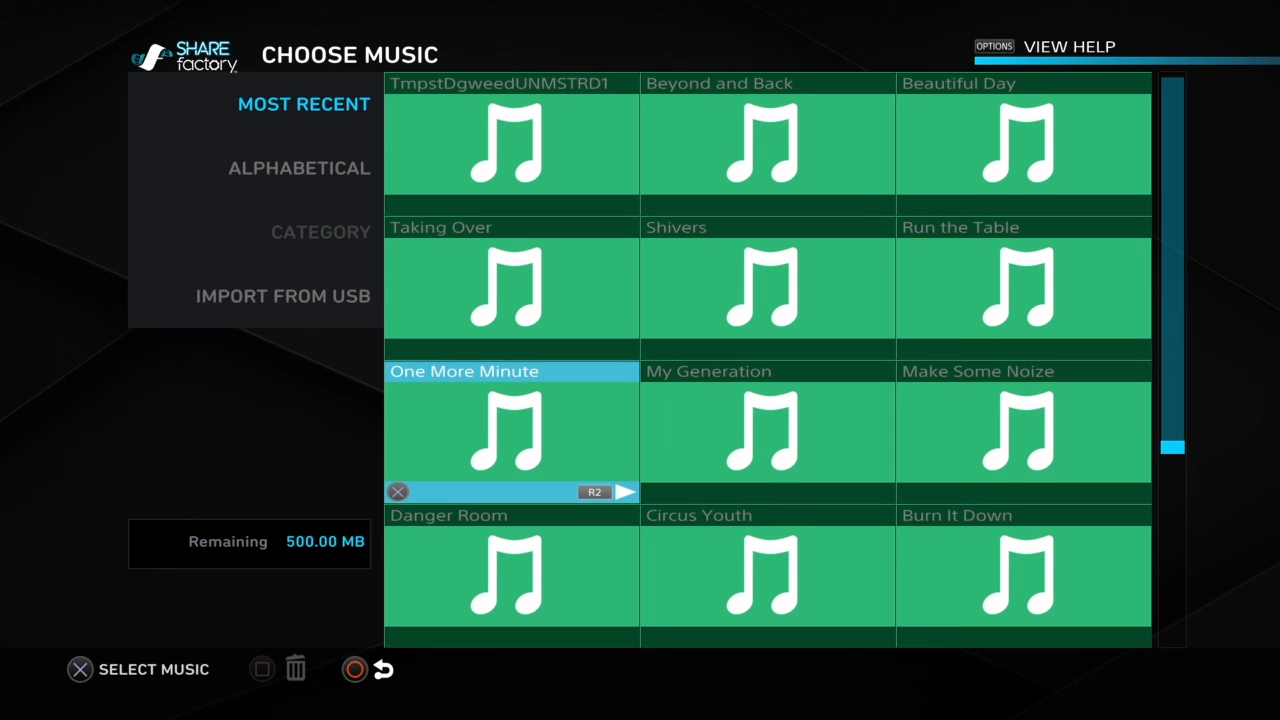 SHARE
factory™
CHOOSE MUSIC
OPTIONS VIEW HELP
MOST RECENT
ALPHABETICAL
CATEGORY
IMPORT FROM USB
TmpstDgweedUNMSTRD1
Beyond and Back
Beautiful Day
Taking Over
Shivers
Run the Table
One More Minute
R2
My Generation
Make Some Noize
Danger Room
Circus Youth
Burn It Down
Remaining 500.00 MB
SELECT MUSIC